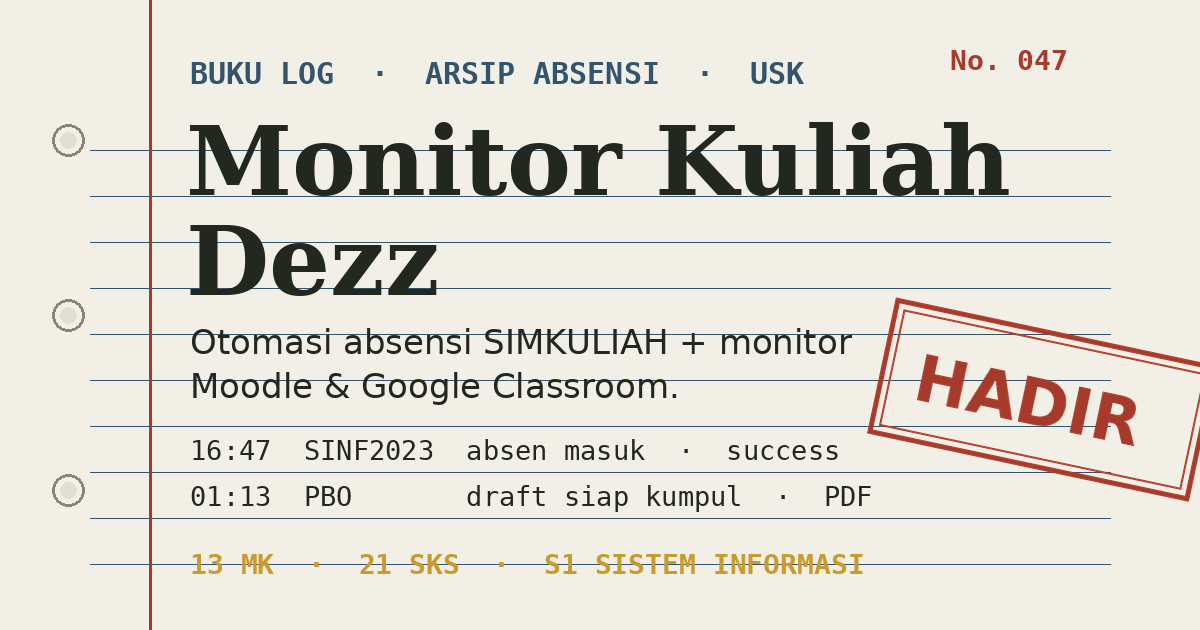 BUKU LOG · ARSIP ABSENSI · USK
No. 047
Monitor Kuliah
Dezz
Otomasi absensi SIMKULIAH + monitor
Moodle & Google Classroom.
HADIR
16:47 SINF2023 absen masuk · success
01:13 PBO draft siap kumpul · PDF
13 MK · 21 SKS · S1 SISTEM INFORMASI